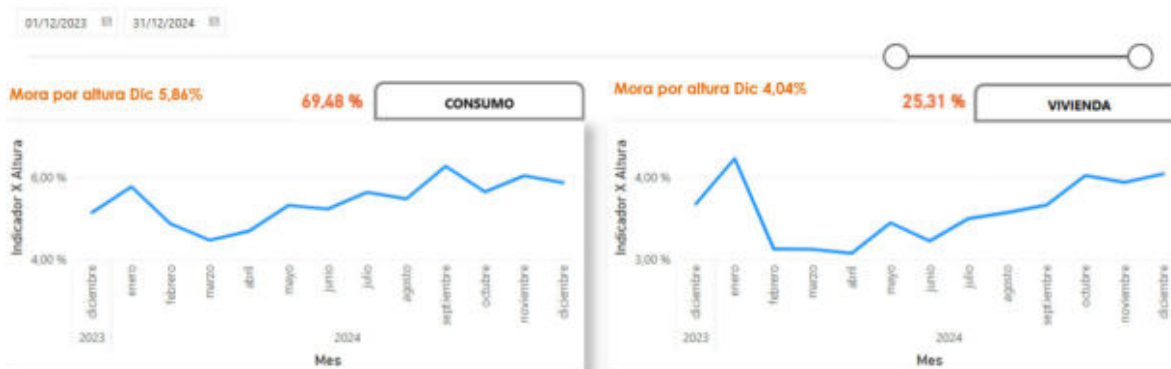 01/12/2023 31/12/2024
Mora por altura Dic 5,86%
69,48 %
CONSUMO
Indicador X Altura
6,00 %
4,00 %
diciembre
enero
febrero
marzo
abril
mayo
junio
julio
agosto
septiembre
octubre
noviembre
diciembre
2023
2024
Mes
Mora por altura Dic 4,04%
25,31 %
VIVIENDA
Indicador X Altura
4,00 %
3,00 %
diciembre
enero
febrero
marzo
abril
mayo
junio
julio
agosto
septiembre
octubre
noviembre
diciembre
2023
2024
Mes